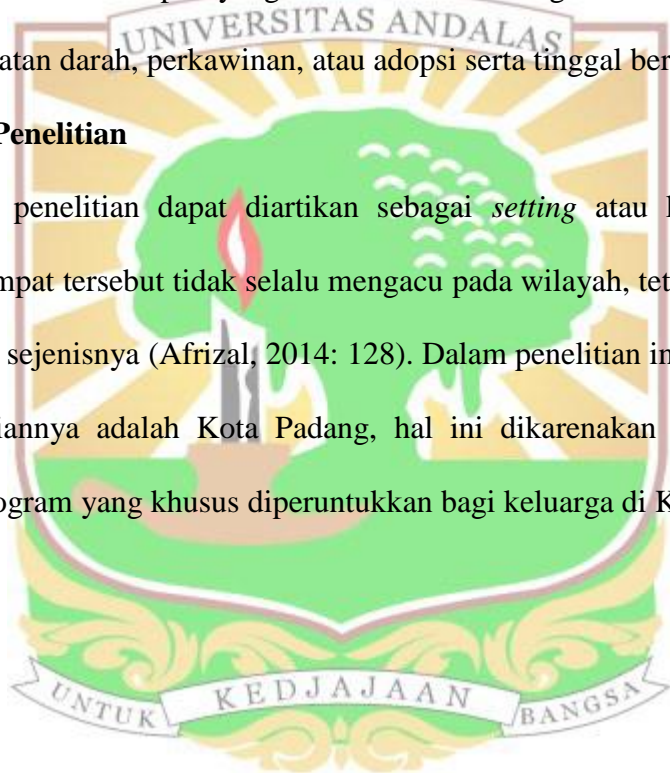 yang
UNIVERSITAS ANDALAS
atan darah, perkawinan, atau adopsi serta tinggal ber
Penelitian
penelitian dapat diartikan sebagai setting atau
mpat tersebut tidak selalu mengacu pada wilayah, tet
sejenisnya (Afrizal, 2014: 128). Dalam penelitian in
iannya adalah Kota Padang, hal ini dikarenakan
ogram yang khusus diperuntukkan bagi keluarga di K
UNTUK KEDJAJAAN BANGSA